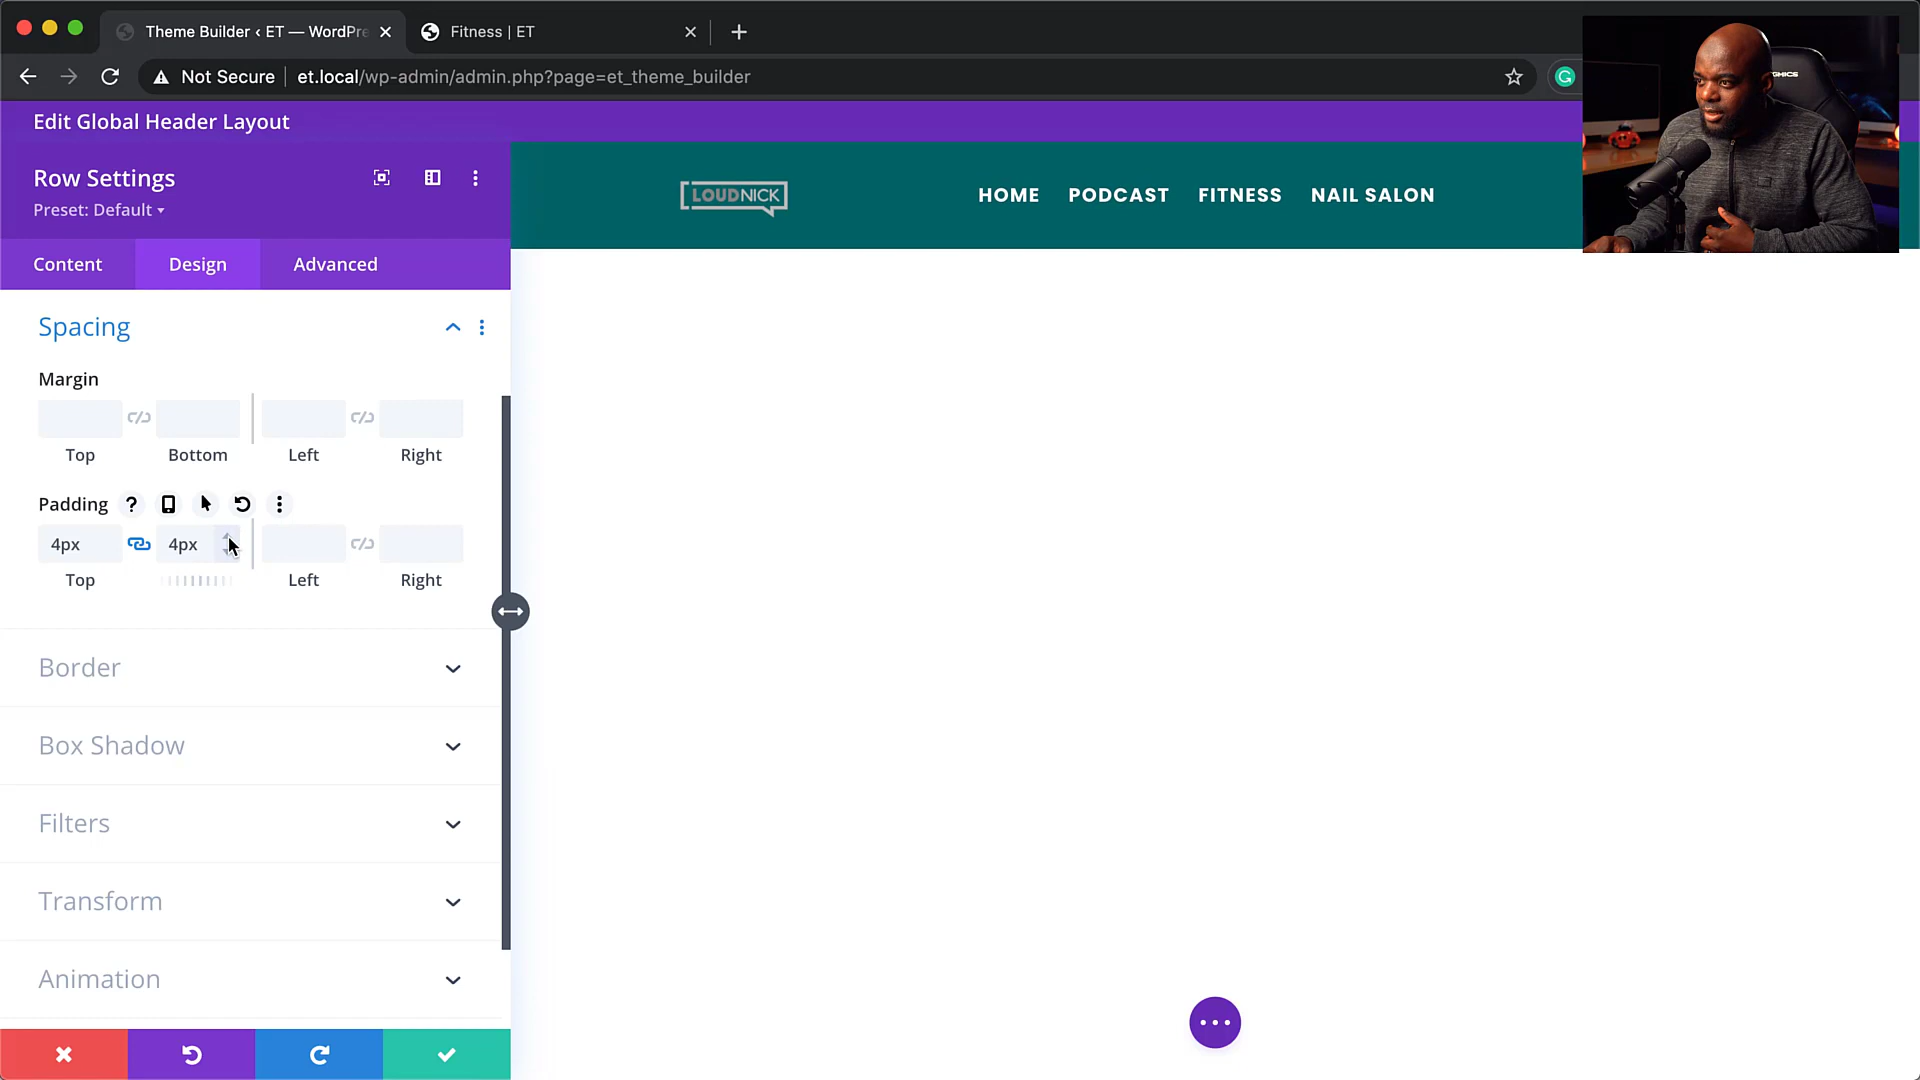 Theme Builder ‹ ET — WordPre
Fitness | ET
Not Secure
et.local/wp-admin/admin.php?page=et_theme_builder
G
Edit Global Header Layout
Row Settings
Preset: Default
Content
Design
Advanced
LOUDNICK
HOME
PODCAST
FITNESS
NAIL SALON
Spacing
Margin
Top
Bottom
Left
Right
Padding
?
4px
4px
Top
Left
Right
Border
Box Shadow
Filters
Transform
Animation